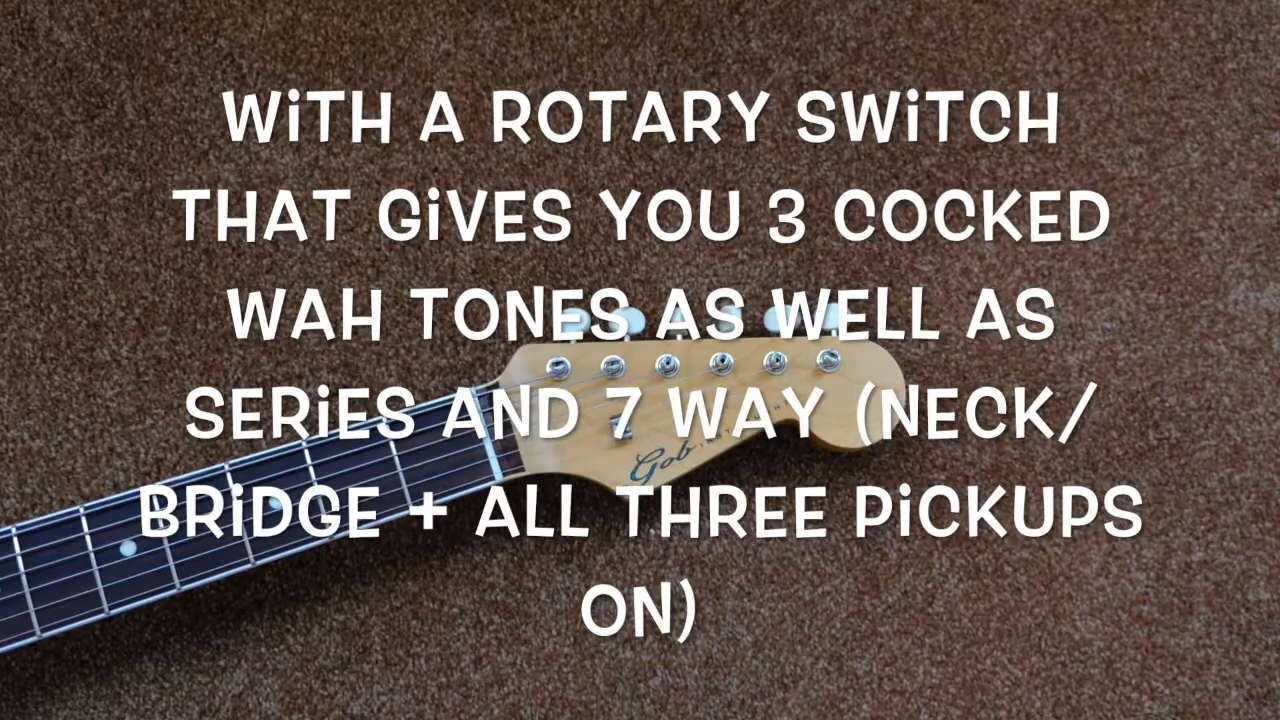 WiTH A ROTARY SWiTCH
THAT GiVES YOU 3 COCKED
WAH TONES AS WELL AS
SERiES AND 7 WAY (NECK/
BRiDGE + ALL THREE PiCKUPS
ON)
Gob